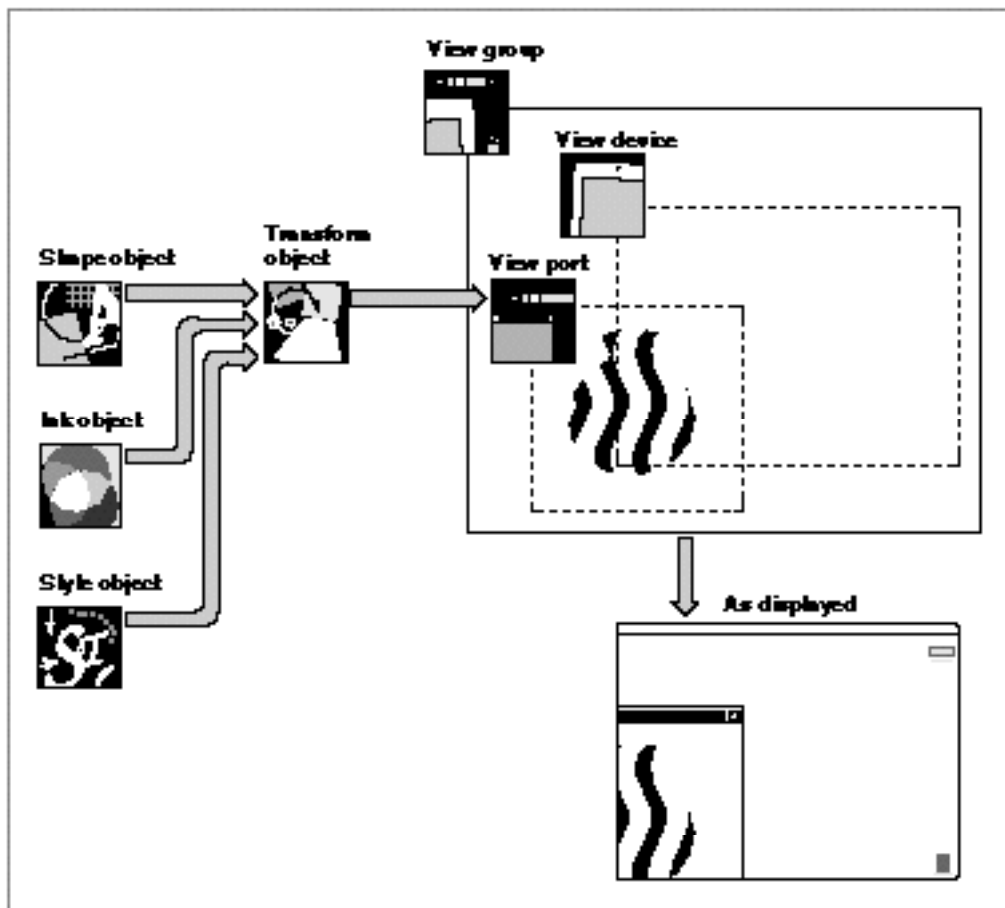 View group
View device
Transform
object
Shape object
View port
Ink object
Style object
As displayed